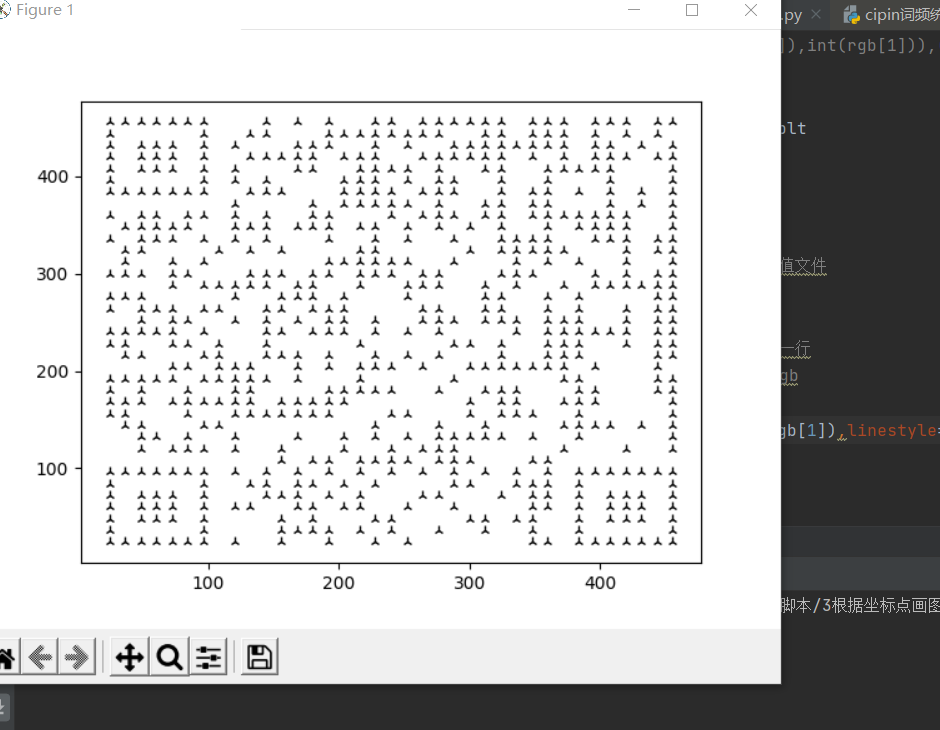 Figure 1
.py
cipin词频统
]),int(rgb[1])),
plt
值文件
一行
gb
gb[1]),linestyle=
脚本/3根据坐标点画图
400
300
200
100
100 200 300 400